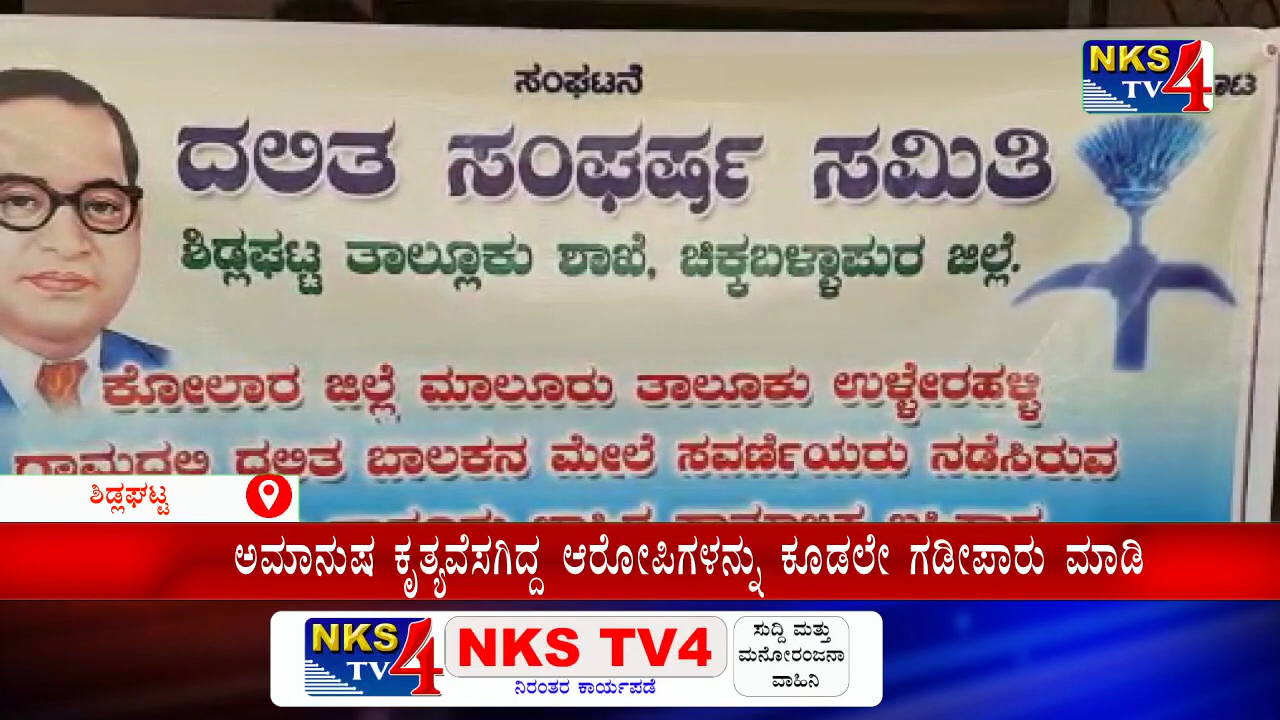 ಸಂಘಟನೆ
NKS TV4
ದಲಿತ ಸಂಘರ್ಷ ಸಮಿತಿ
ಶಿಡ್ಲಘಟ್ಟ ತಾಲ್ಲೂಕು ಶಾಖೆ, ಚಿಕ್ಕಬಳ್ಳಾಪುರ ಜಿಲ್ಲೆ.
ಕೋಲಾರ ಜಿಲ್ಲೆ ಮಾಲೂರು ತಾಲೂಕು ಉಳ್ಳೇರಹಳ್ಳಿ
ಗ್ರಾಮದಲ್ಲಿ ದಲಿತ ಬಾಲಕನ ಮೇಲೆ ಸವರ್ಣಿಯರು ನಡೆಸಿರುವ
ಶಿಡ್ಲಘಟ್ಟ
ಅಮಾನುಷ ಕೃತ್ಯವೆಸಗಿದ್ದ ಆರೋಪಿಗಳನ್ನು ಕೂಡಲೇ ಗಡೀಪಾರು ಮಾಡಿ
NKS TV4
NKS TV4
ನಿರಂತರ ಕಾರ್ಯಪಡೆ
ಸುದ್ದಿ ಮತ್ತು
ಮನೋರಂಜನಾ
ವಾಹಿನಿ